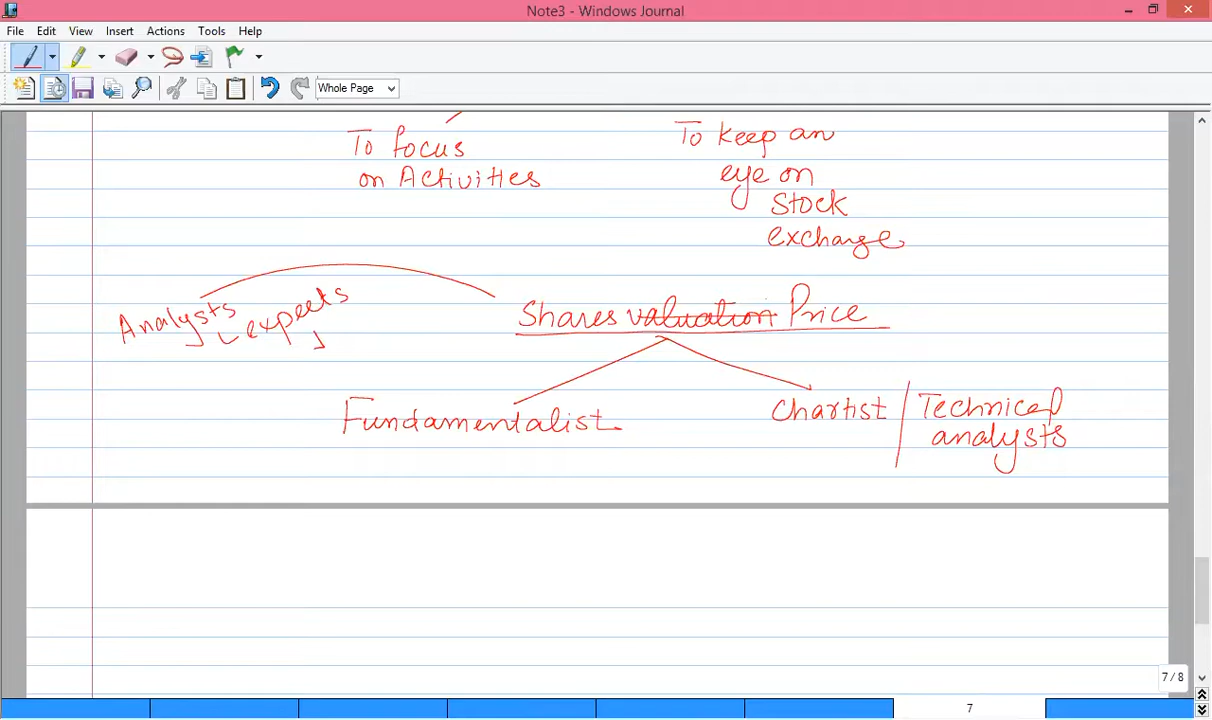 Note3 - Windows Journal
File Edit View Insert Actions Tools Help
Whole Page
To focus
on Activities
To keep an
eye on
Stock
exchange
Analysts
[expeets]
Shares valuation Price
Fundamentalist.
Chartist / Technical
analysts
7 / 8
7